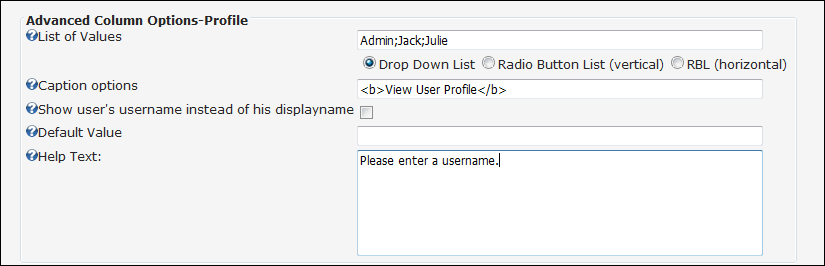 Advanced Column Options-Profile
List of Values
Admin;Jack;Julie
Drop Down List Radio Button List (vertical) RBL (horizontal)
Caption options
<b>View User Profile</b>
Show user's username instead of his displayname
Default Value
Help Text:
Please enter a username.